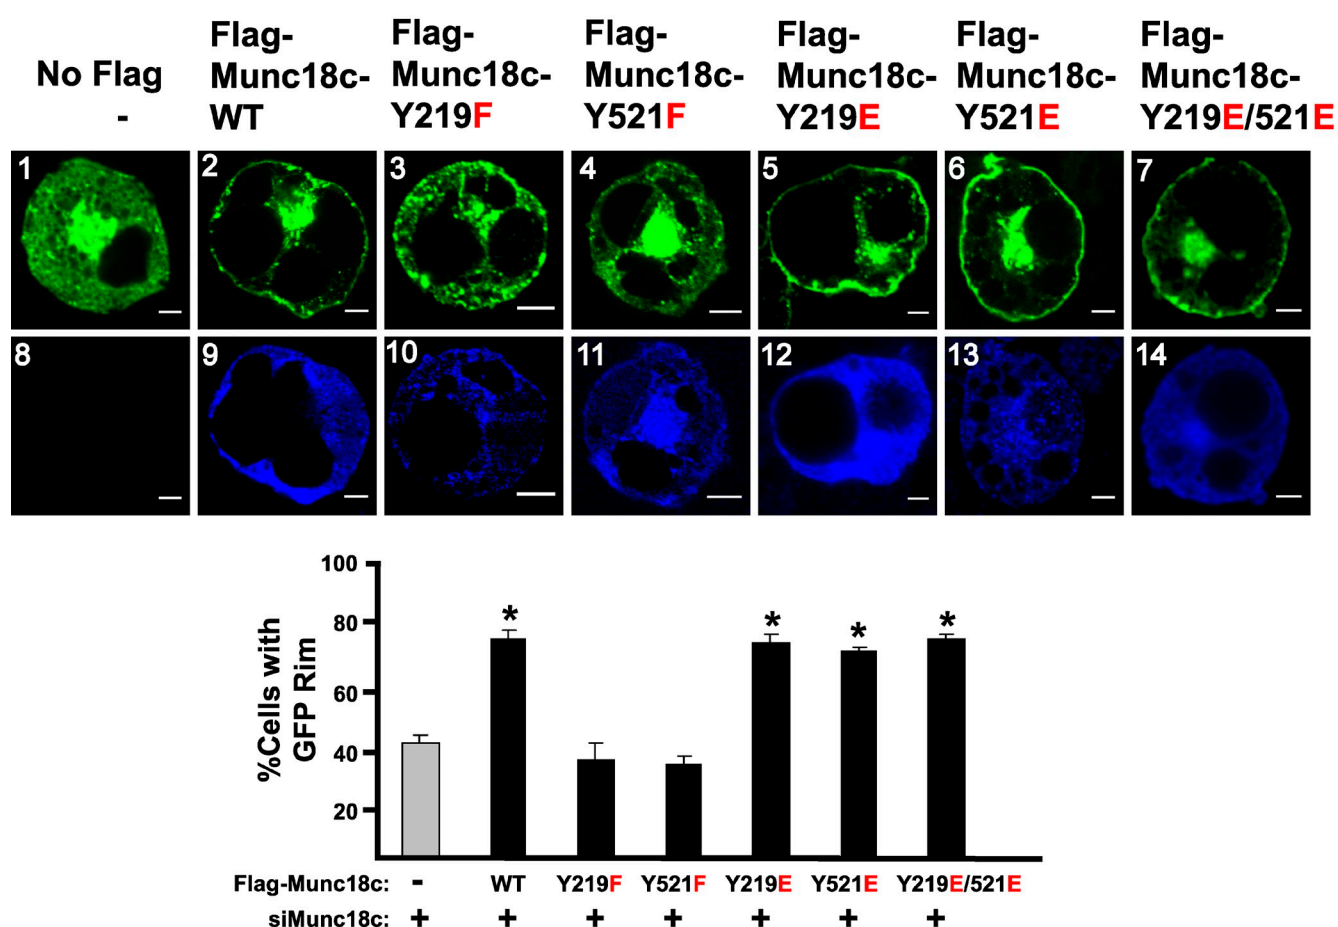 No Flag
-
Flag-
Munc18c-
WT
Flag-
Munc18c-
Y219F
Flag-
Munc18c-
Y521F
Flag-
Munc18c-
Y219E
Flag-
Munc18c-
Y521E
Flag-
Munc18c-
Y219E/521E
1 2 3 4 5 6 7
8 9 10 11 12 13 14
%Cells with
GFP Rim
100
80
60
40
20
* * * *
Flag-Munc18c: - WT Y219F Y521F Y219E Y521E Y219E/521E
siMunc18c: + + + + + + +